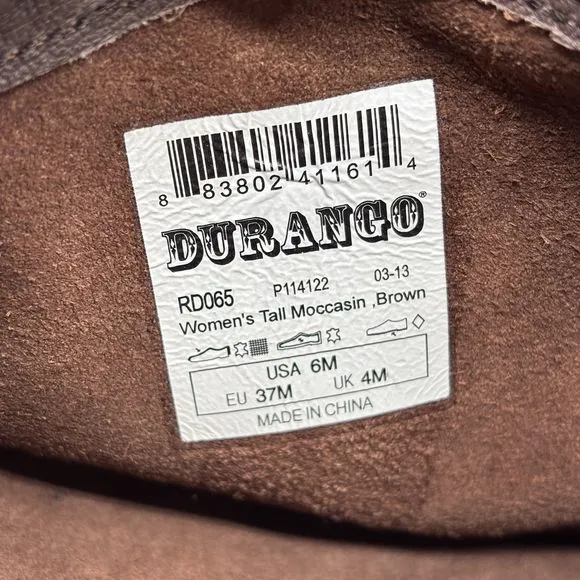 8 83802 41161 4
DURANGO®
RD065 P114122 03-13
Women's Tall Moccasin ,Brown
USA 6M
EU 37M UK 4M
MADE IN CHINA